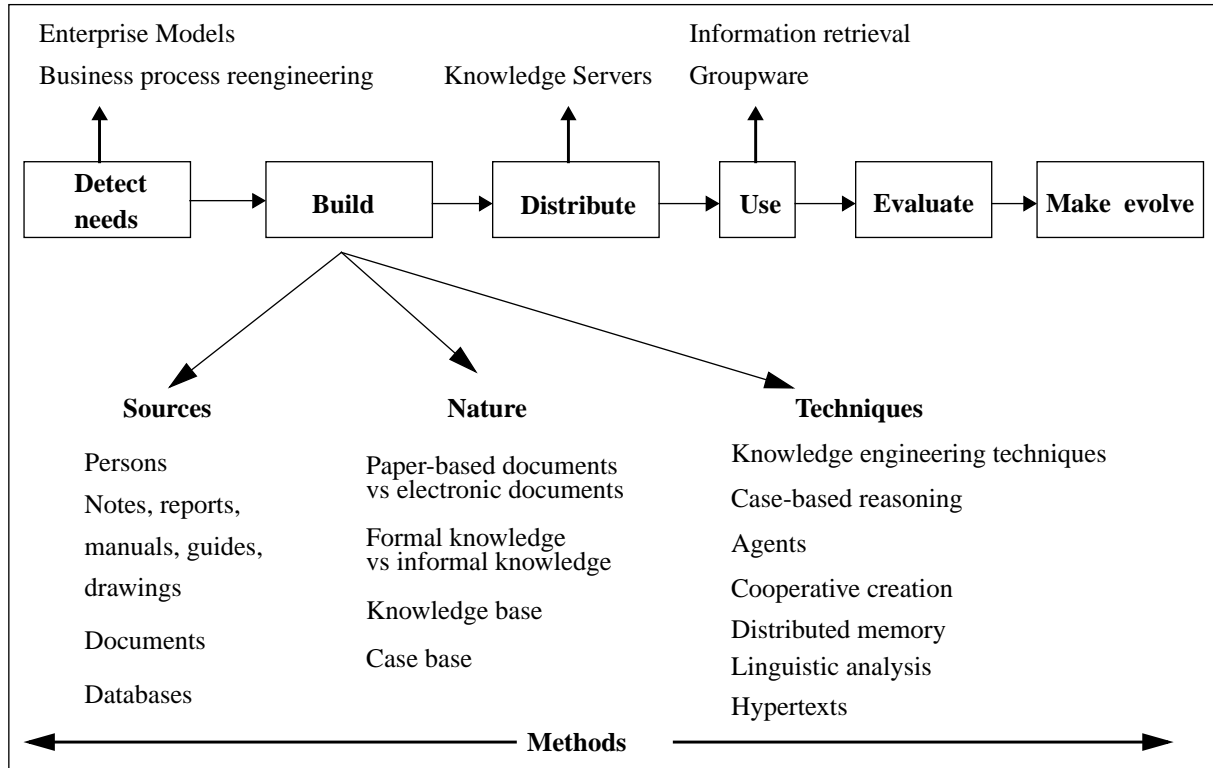 Enterprise Models
Business process reengineering
Knowledge Servers
Information retrieval
Groupware
Detect
needs
Build
Distribute
Use
Evaluate
Make evolve
Sources
Persons
Notes, reports,
manuals, guides,
drawings
Documents
Databases
Nature
Paper-based documents
vs electronic documents
Formal knowledge
vs informal knowledge
Knowledge base
Case base
Techniques
Knowledge engineering techniques
Case-based reasoning
Agents
Cooperative creation
Distributed memory
Linguistic analysis
Hypertexts
Methods